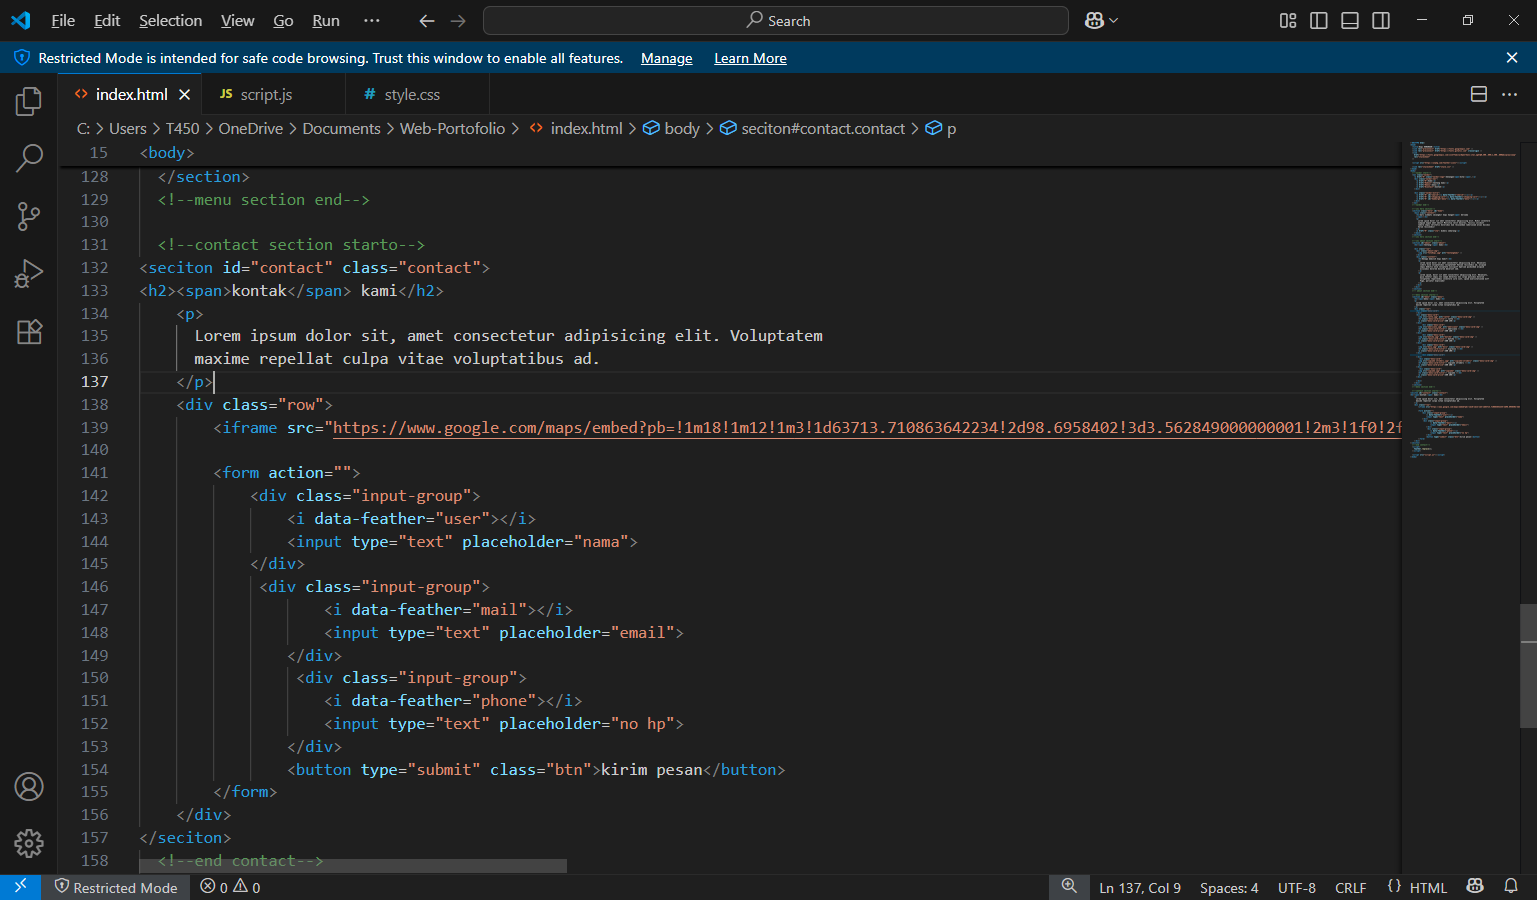 File Edit Selection View Go Run ··· Search
Restricted Mode is intended for safe code browsing. Trust this window to enable all features. Manage Learn More
<> index.html JS script.js # style.css
C: > Users > T450 > OneDrive > Documents > Web-Portofolio > <> index.html > body > seciton#contact.contact > p
15 <body>
128 </section>
129 <!--menu section end-->
130
131 <!--contact section starto-->
132 <seciton id="contact" class="contact">
133 <h2><span>kontak</span> kami</h2>
134 <p>
135 Lorem ipsum dolor sit, amet consectetur adipisicing elit. Voluptatem
136 maxime repellat culpa vitae voluptatibus ad.
137 </p>
138 <div class="row">
139 <iframe src="https://www.google.com/maps/embed?pb=!1m18!1m12!1m3!1d63713.710863642234!2d98.6958402!3d3.562849000000001!2m3!1f0!2f
140
141 <form action="">
142 <div class="input-group">
143 <i data-feather="user"></i>
144 <input type="text" placeholder="nama">
145 </div>
146 <div class="input-group">
147 <i data-feather="mail"></i>
148 <input type="text" placeholder="email">
149 </div>
150 <div class="input-group">
151 <i data-feather="phone"></i>
152 <input type="text" placeholder="no hp">
153 </div>
154 <button type="submit" class="btn">kirim pesan</button>
155 </form>
156 </div>
157 </seciton>
158 <!--end contact-->
Restricted Mode 0 0 Ln 137, Col 9 Spaces: 4 UTF-8 CRLF {} HTML